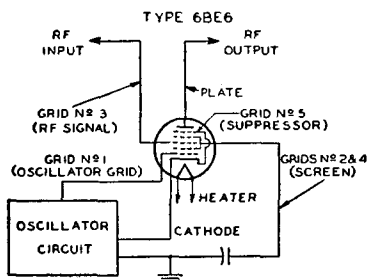 TYPE 6BE6
RF
INPUT
RF
OUTPUT
PLATE
GRID Nº 3
(RF SIGNAL)
GRID Nº 5
(SUPPRESSOR)
GRID Nº 1
(OSCILLATOR GRID)
GRIDS Nº 2&4
(SCREEN)
HEATER
CATHODE
OSCILLATOR
CIRCUIT